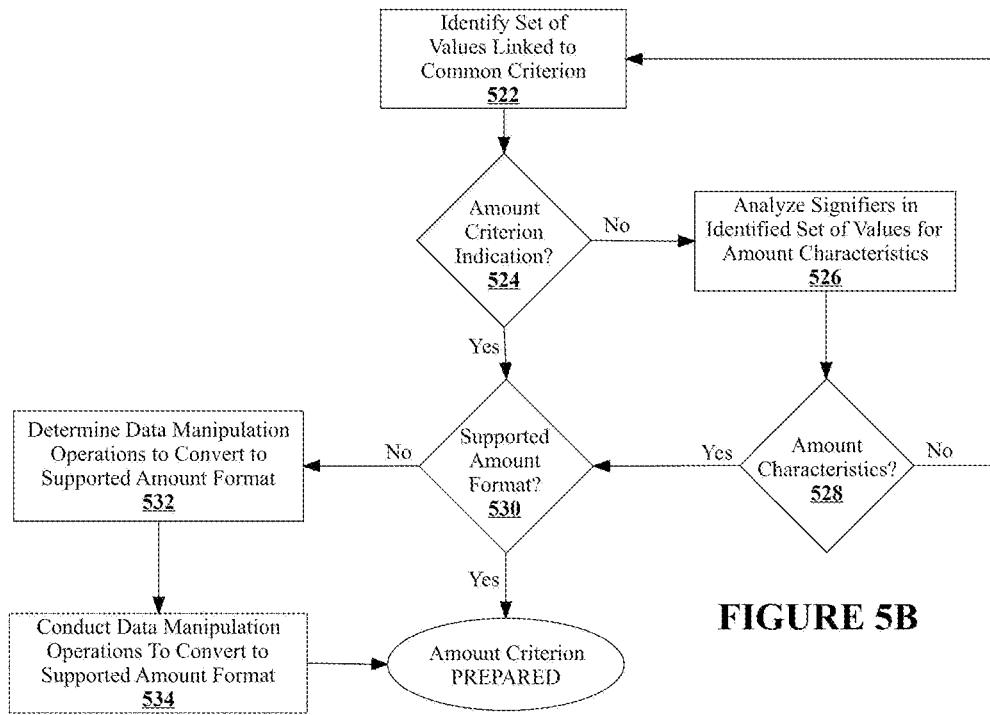 Identify Set of
Values Linked to
Common Criterion
522
Amount
Criterion
Indication?
524
No
Analyze Signifiers in
Identified Set of Values for
Amount Characteristics
526
Yes
Determine Data Manipulation
Operations to Convert to
Supported Amount Format
532
No
Supported
Amount
Format?
530
Yes
Amount
Characteristics?
528
No
Yes
Conduct Data Manipulation
Operations To Convert to
Supported Amount Format
534
Amount Criterion
PREPARED
FIGURE 5B